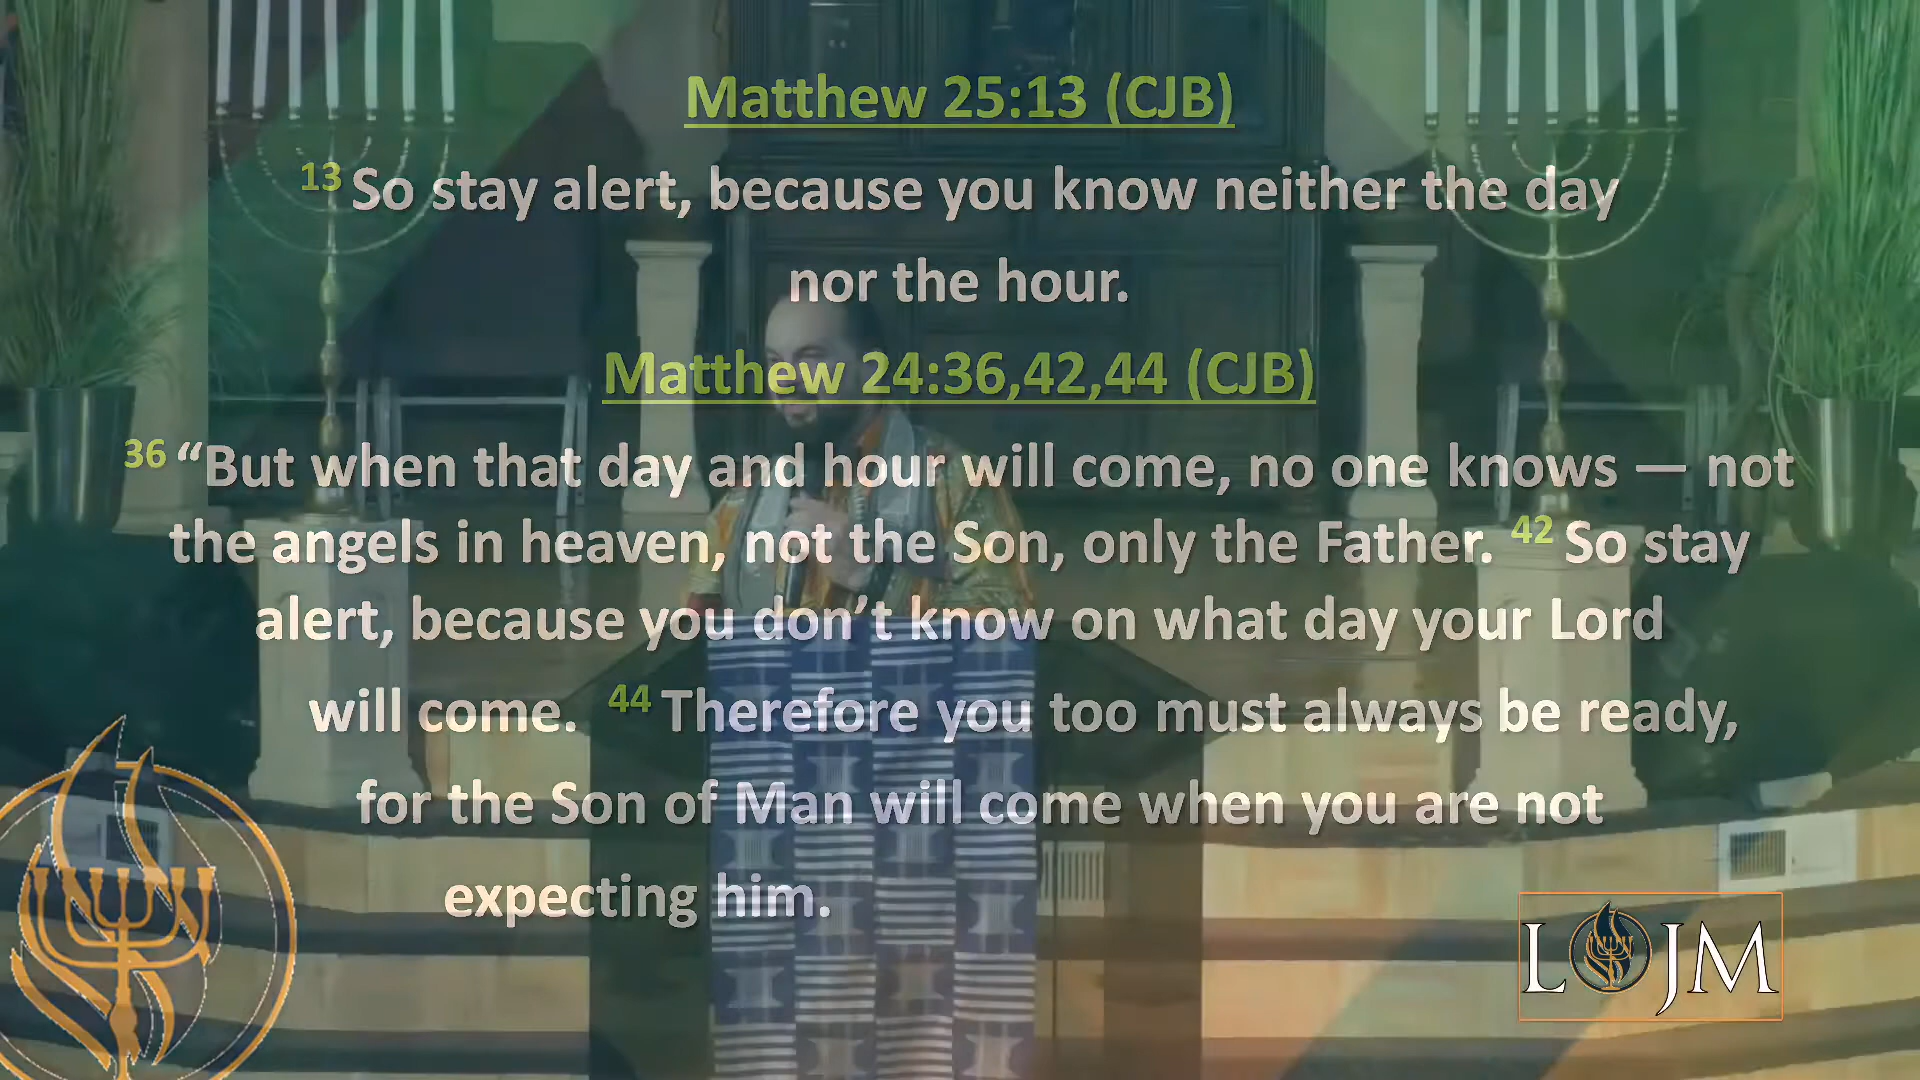 Matthew 25:13 (CJB)
13 So stay alert, because you know neither the day
nor the hour.
Matthew 24:36,42,44 (CJB)
36 “But when that day and hour will come, no one knows — not
the angels in heaven, not the Son, only the Father. 42 So stay
alert, because you don’t know on what day your Lord
will come. 44 Therefore you too must always be ready,
for the Son of Man will come when you are not
expecting him.
LOJM